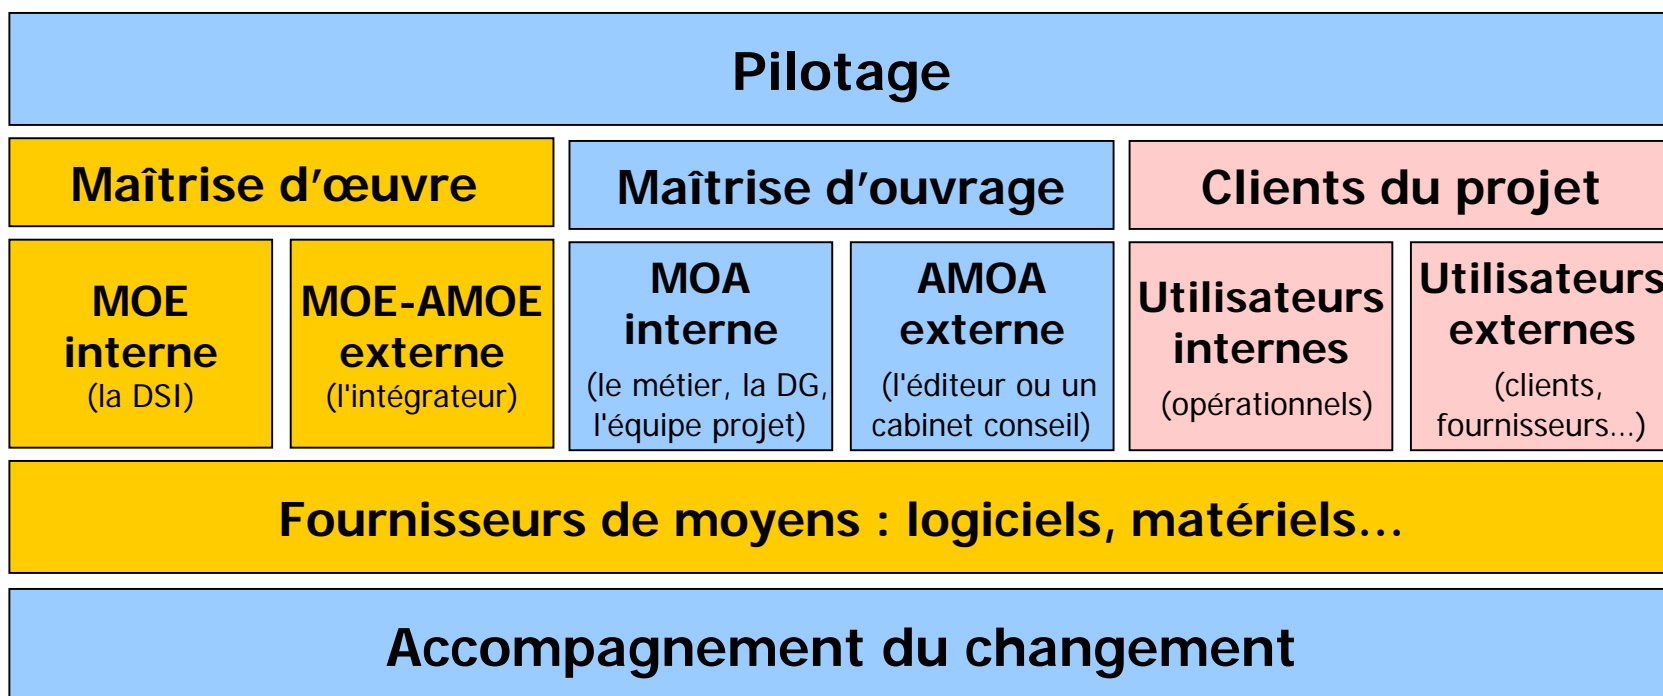 Pilotage
Maîtrise d’œuvre
Maîtrise d’ouvrage
Clients du projet
MOE
interne
(la DSI)
MOE-AMOE
externe
(l'intégrateur)
MOA
interne
(le métier, la DG,
l'équipe projet)
AMOA
externe
(l'éditeur ou un
cabinet conseil)
Utilisateurs
internes
(opérationnels)
Utilisateurs
externes
(clients,
fournisseurs...)
Fournisseurs de moyens : logiciels, matériels…
Accompagnement du changement